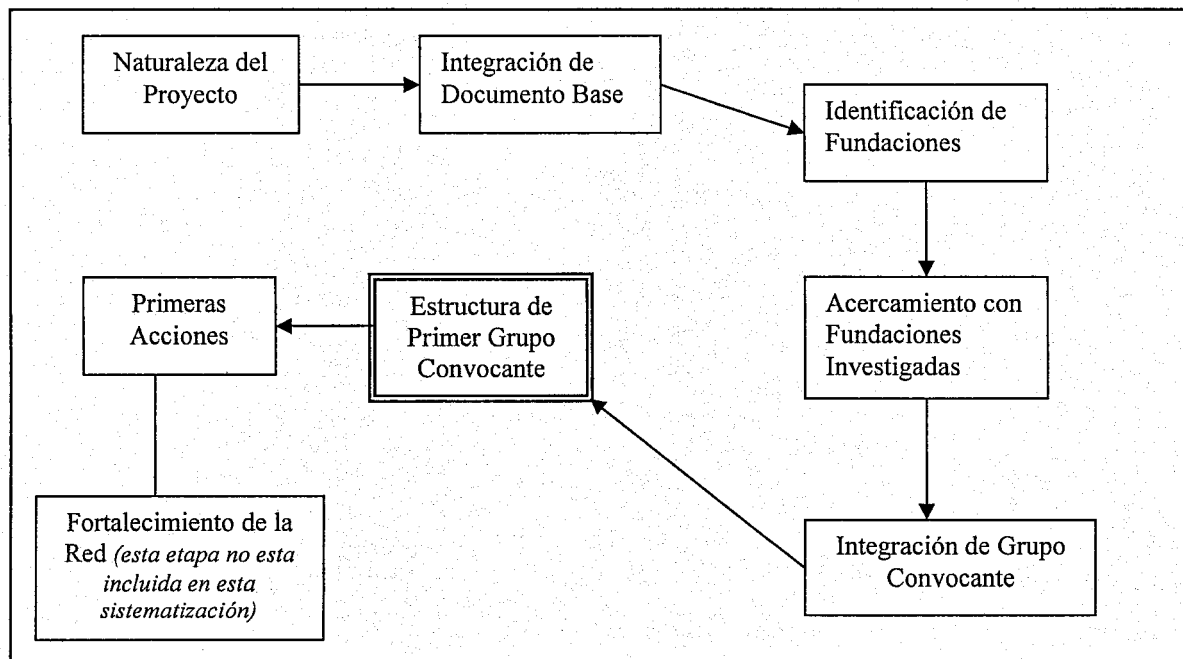 Naturaleza del
Proyecto
Integración de
Documento Base
Identificación de
Fundaciones
Acercamiento con
Fundaciones
Investigadas
Integración de Grupo
Convocante
Estructura de
Primer Grupo
Convocante
Primeras
Acciones
Fortalecimiento de la
Red (esta etapa no esta
incluida en esta
sistematización)